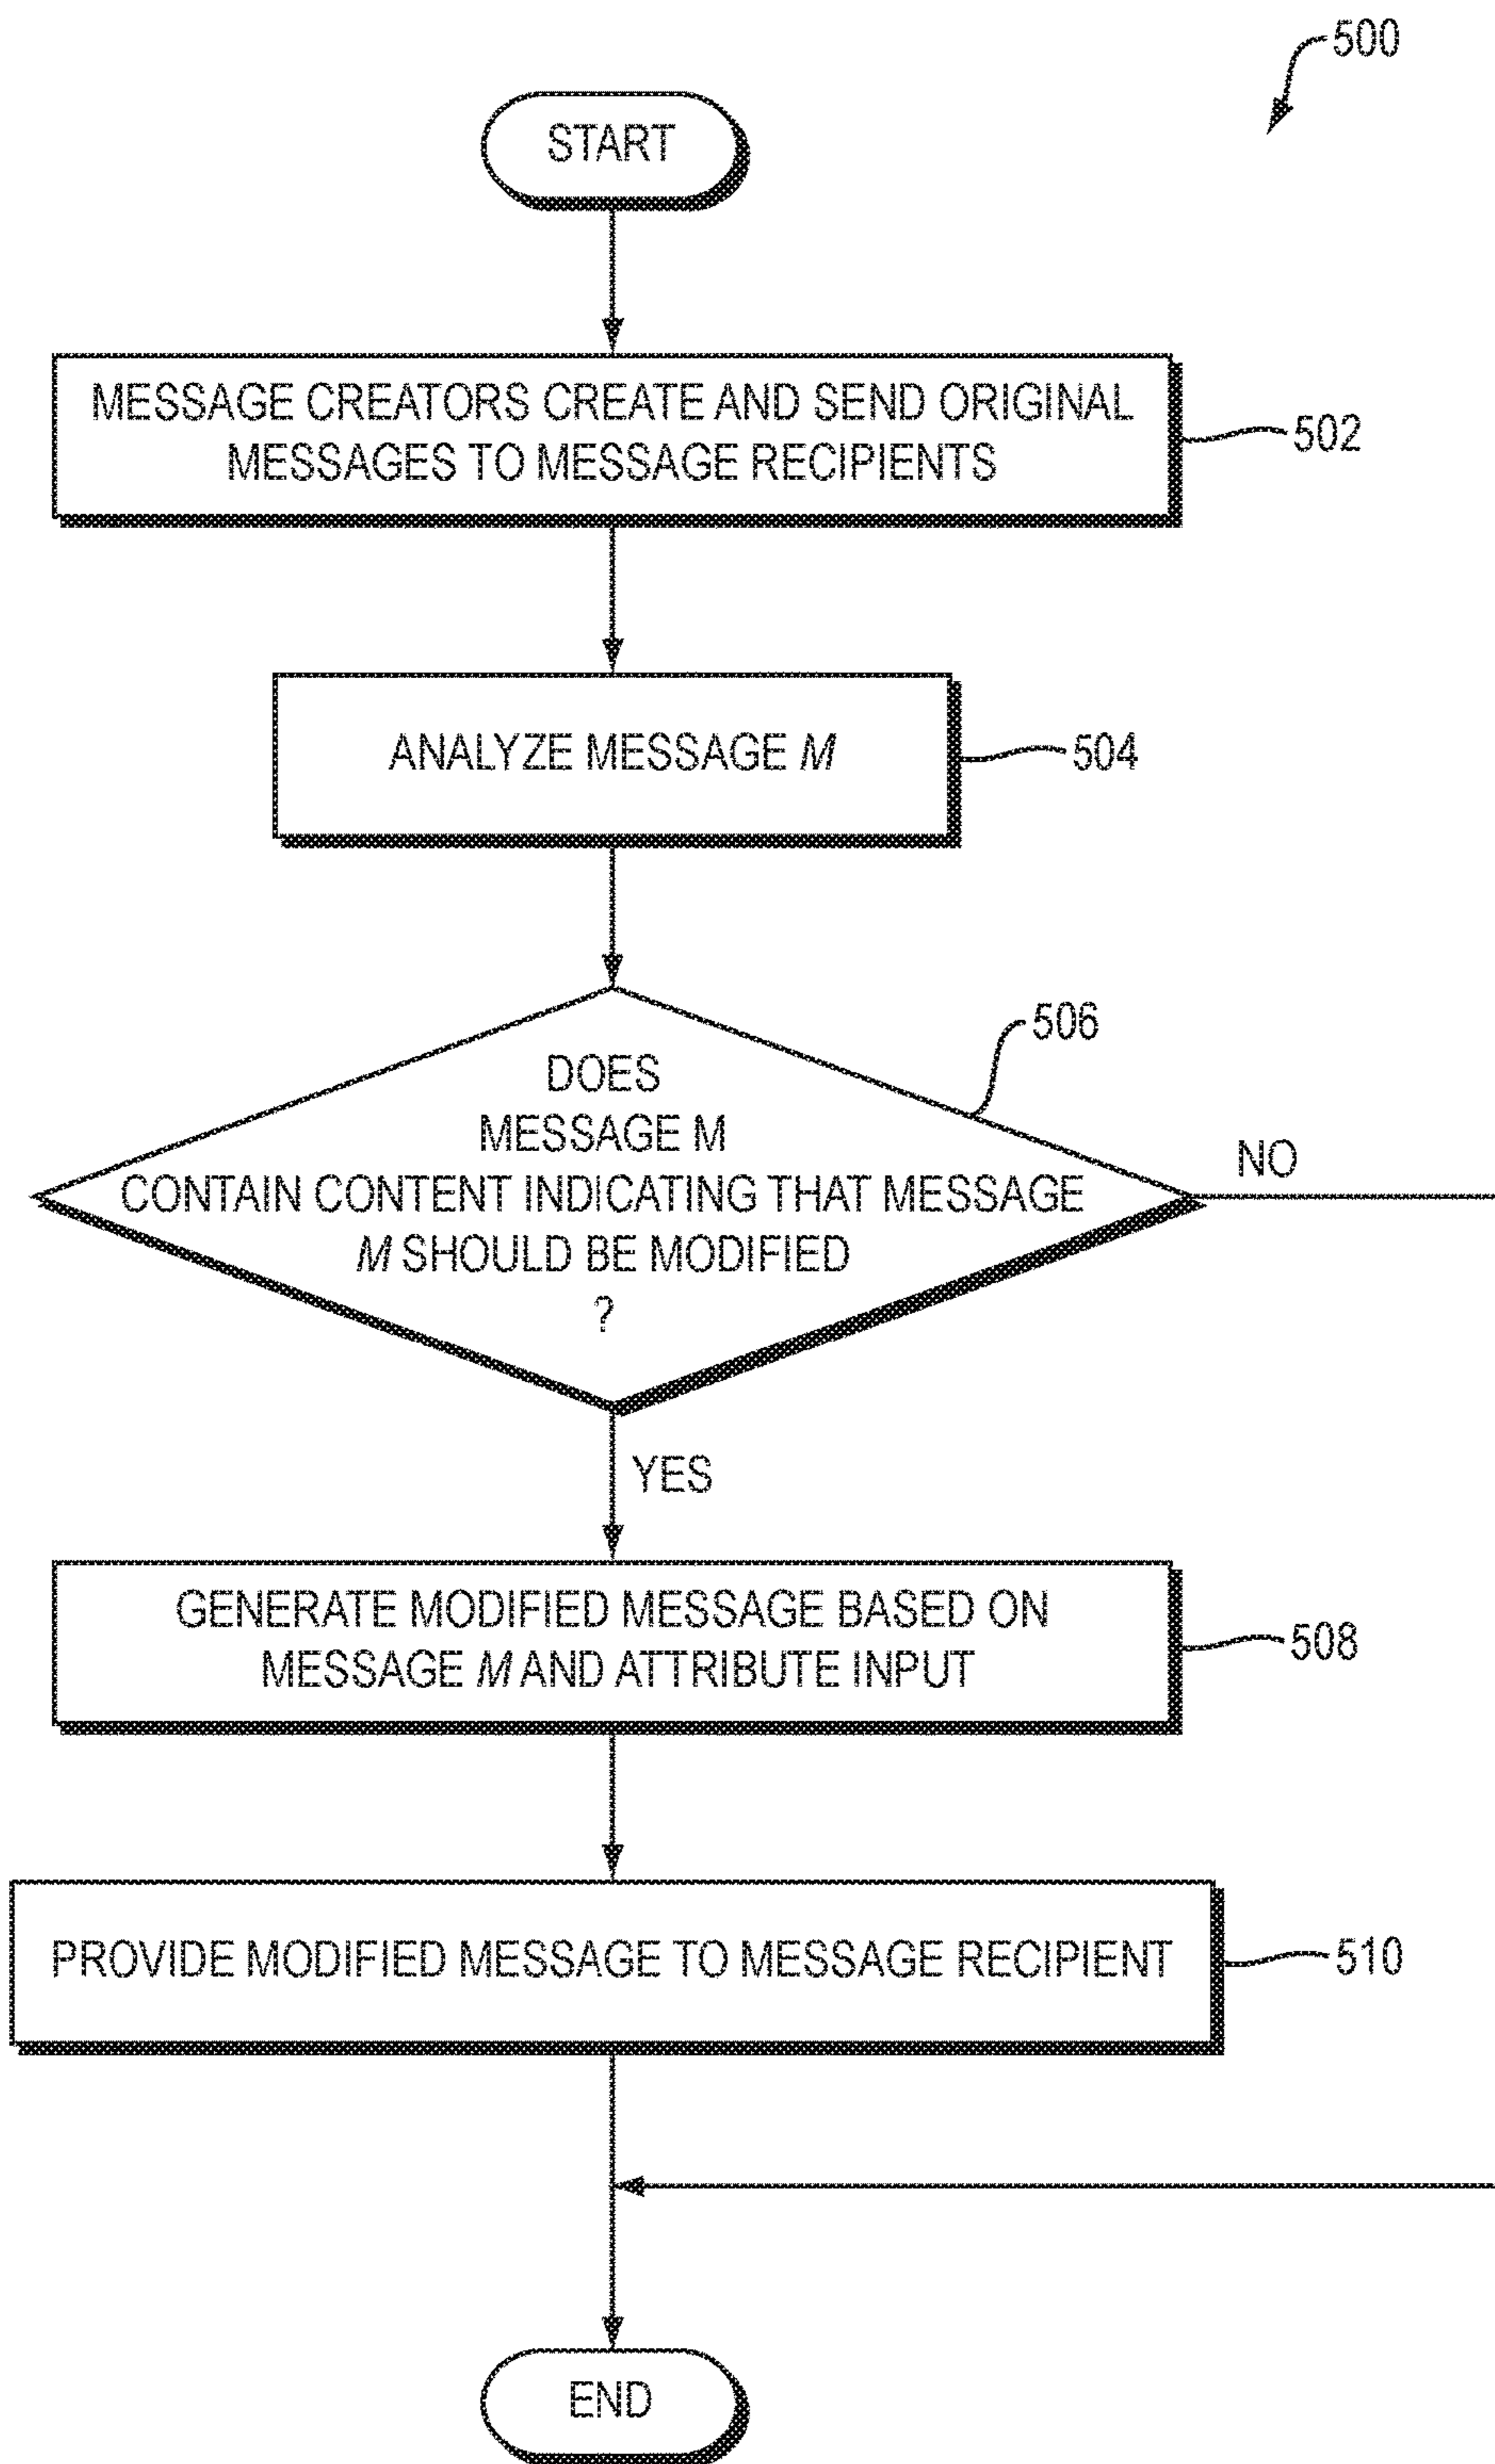 500
START
MESSAGE CREATORS CREATE AND SEND ORIGINAL
MESSAGES TO MESSAGE RECIPIENTS
502
ANALYZE MESSAGE M
504
506
DOES
MESSAGE M
CONTAIN CONTENT INDICATING THAT MESSAGE
M SHOULD BE MODIFIED
?
NO
YES
GENERATE MODIFIED MESSAGE BASED ON
MESSAGE M AND ATTRIBUTE INPUT
508
PROVIDE MODIFIED MESSAGE TO MESSAGE RECIPIENT
510
END